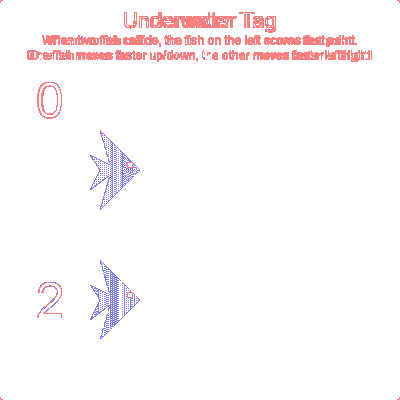 Underwater Tag
When two fish collide, the fish on the left scores point.
One fish moves faster up/down, the other moves faster left/right!
0
2